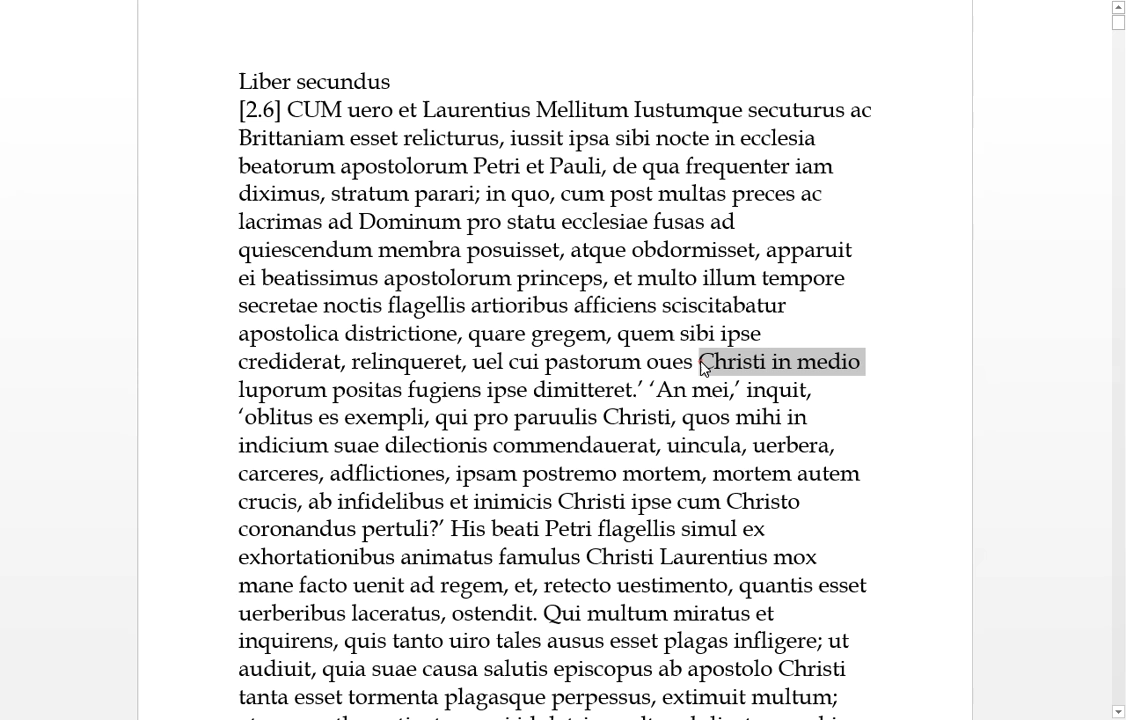 Liber secundus
[2.6] CUM uero et Laurentius Mellitum Iustumque secuturus ac
Brittaniam esset relicturus, iussit ipsa sibi nocte in ecclesia
beatorum apostolorum Petri et Pauli, de qua frequenter iam
diximus, stratum parari; in quo, cum post multas preces ac
lacrimas ad Dominum pro statu ecclesiae fusas ad
quiescendum membra posuisset, atque obdormisset, apparuit
ei beatissimus apostolorum princeps, et multo illum tempore
secretae noctis flagellis artioribus afficiens sciscitabatur
apostolica districtione, quare gregem, quem sibi ipse
crediderat, relinqueret, uel cui pastorum oues Christi in medio
luporum positas fugiens ipse dimitteret.’ ‘An mei,’ inquit,
‘oblitus es exempli, qui pro paruulis Christi, quos mihi in
indicium suae dilectionis commendauerat, uincula, uerbera,
carceres, adflictiones, ipsam postremo mortem, mortem autem
crucis, ab infidelibus et inimicis Christi ipse cum Christo
coronandus pertuli?’ His beati Petri flagellis simul ex
exhortationibus animatus famulus Christi Laurentius mox
mane facto uenit ad regem, et, retecto uestimento, quantis esset
uerberibus laceratus, ostendit. Qui multum miratus et
inquirens, quis tanto uiro tales ausus esset plagas infligere; ut
audiuit, quia suae causa salutis episcopus ab apostolo Christi
tanta esset tormenta plagasque perpessus, extimuit multum;